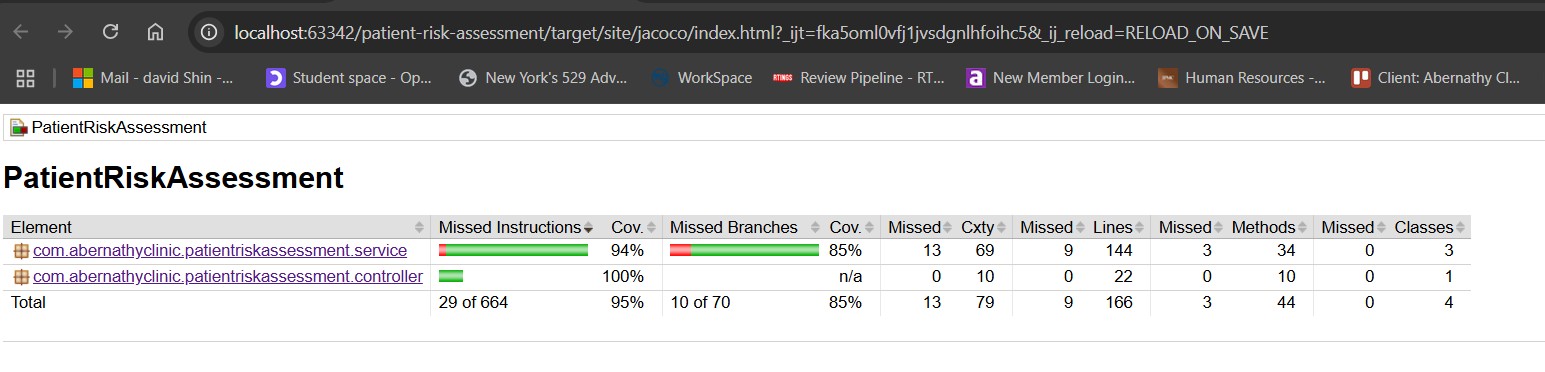 localhost:63342/patient-risk-assessment/target/site/jacoco/index.html?_ijt=fka5oml0vfj1jvsdgnlhfoihc5&_ij_reload=RELOAD_ON_SAVE
Mail - david Shin -... Student space - Op... New York's 529 Adv... WorkSpace RTINGS Review Pipeline - RT... a New Member Login... Human Resources -... Client: Abernathy Cl...
PatientRiskAssessment
PatientRiskAssessment
Element Missed Instructions Cov. Missed Branches Cov. Missed Cxty Missed Lines Missed Methods Missed Classes
com.abernathyclinic.patientriskassessment.service 94% 85% 13 69 9 144 3 34 0 3
com.abernathyclinic.patientriskassessment.controller 100% n/a 0 10 0 22 0 10 0 1
Total 29 of 664 95% 10 of 70 85% 13 79 9 166 3 44 0 4